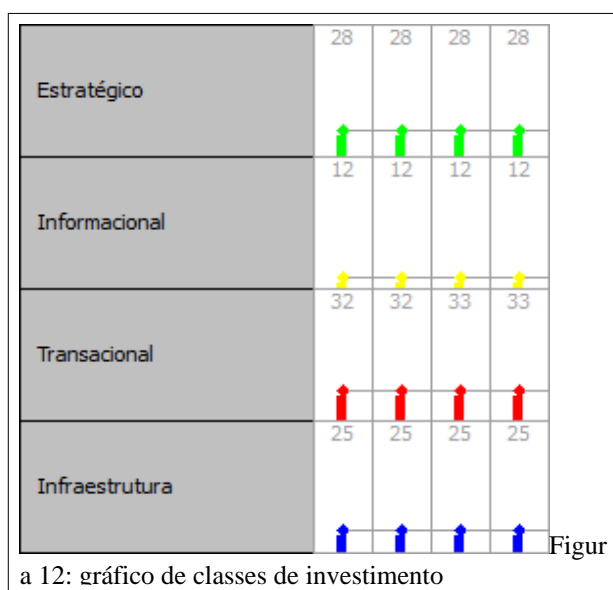 28 28 28 28
Estratégico
12 12 12 12
Informacional
32 32 33 33
Transacional
25 25 25 25
Infraestrutura
Figur
a 12: gráfico de classes de investimento